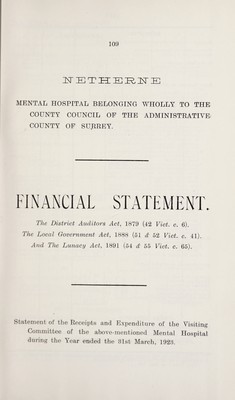 109
NETHERNE
MENTAL HOSPITAL BELONGING WHOLLY TO THE
COUNTY COUNCIL OF THE ADMINISTRATIVE
COUNTY OF SURREY.
FINANCIAL STATEMENT.
The District Auditors Act, 1879 (42 Vict. c. 6).
The Local Government Act, 1888 (51 & 52 Vict. c. 41).
And The Lunacy Act, 1891 (54 & 55 Vict. c. 65).
Statement of the Receipts and Expenditure of the Visiting
Committee of the above-mentioned Mental Hospital
during the Year ended the 31st March, 1923.